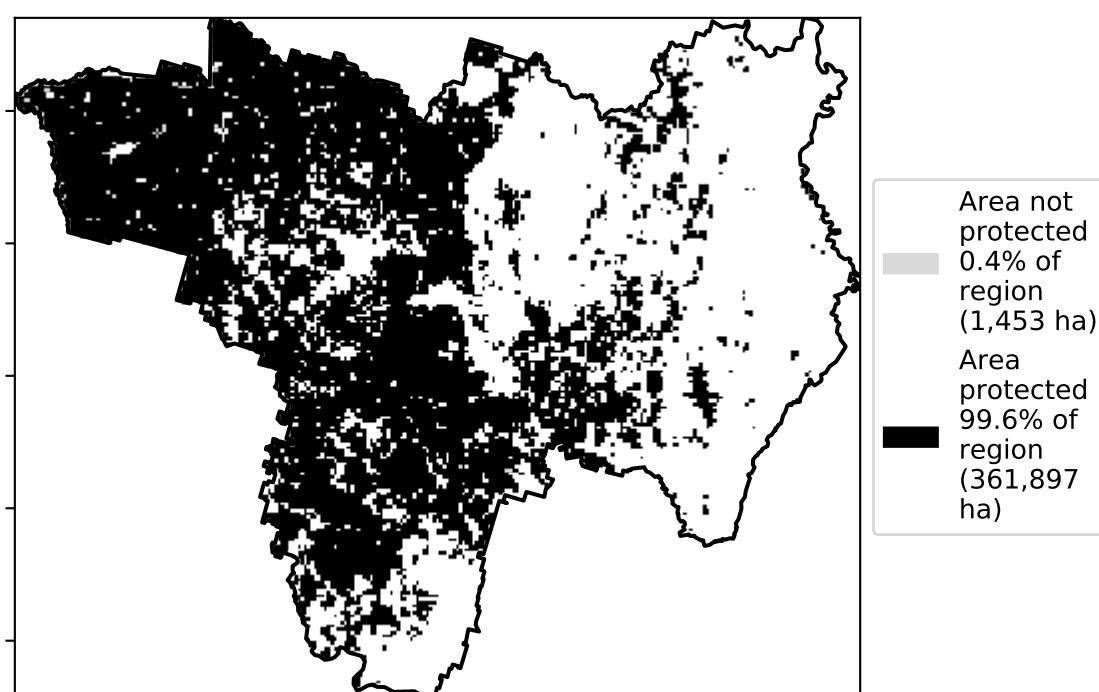 Area not
protected
0.4% of
region
(1,453 ha)
Area
protected
99.6% of
region
(361,897
ha)